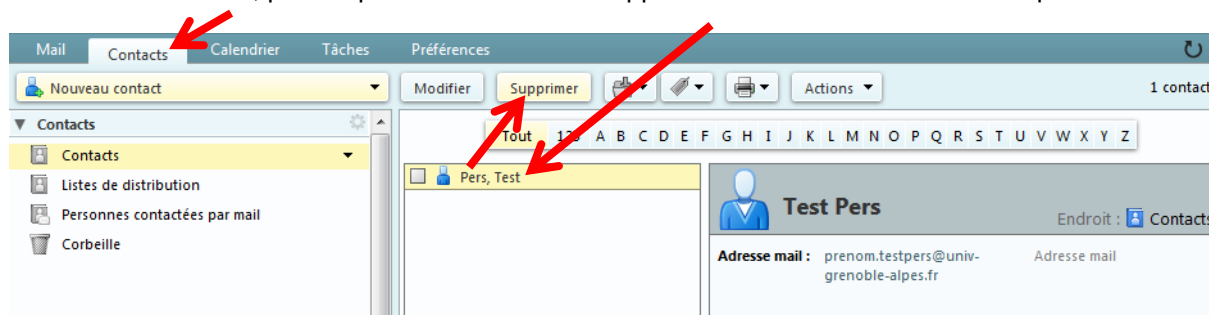 Mail Contacts Calendrier Tâches Préférences
Nouveau contact Modifier Supprimer Actions 1 contact
Contacts
Tout 123 A B C D E F G H I J K L M N O P Q R S T U V W X Y Z
Contacts
Pers, Test
Listes de distribution
Personnes contactées par mail
Corbeille
Test Pers
Endroit : Contacts
Adresse mail : prenom.testpers@univ-
grenoble-alpes.fr
Adresse mail